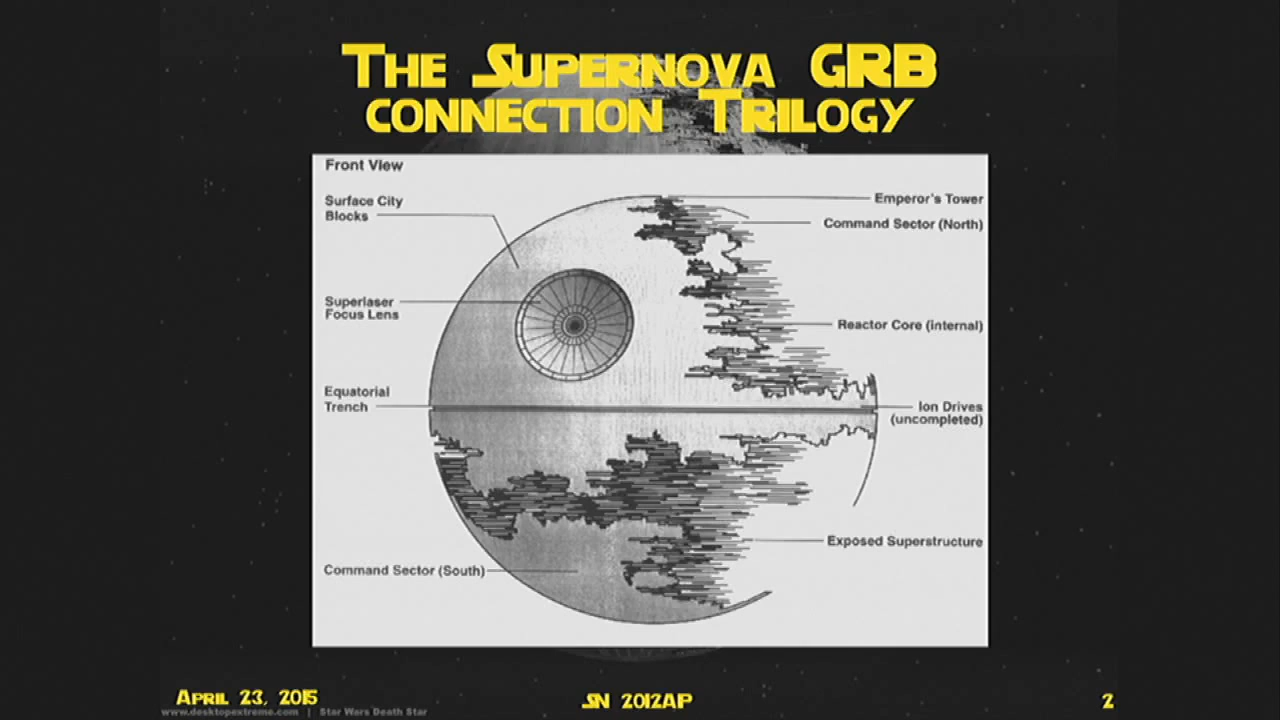 THE SUPERNOVA GRB
CONNECTION TRILOGY
Front View
Surface City
Blocks
Emperor's Tower
Command Sector (North)
Superlaser
Focus Lens
Reactor Core (internal)
Equatorial
Trench
Ion Drives
(uncompleted)
Exposed Superstructure
Command Sector (South)
APRIL 23, 2015
SN 2012AP
2
www.desktopextreme.com | Star Wars Death Star